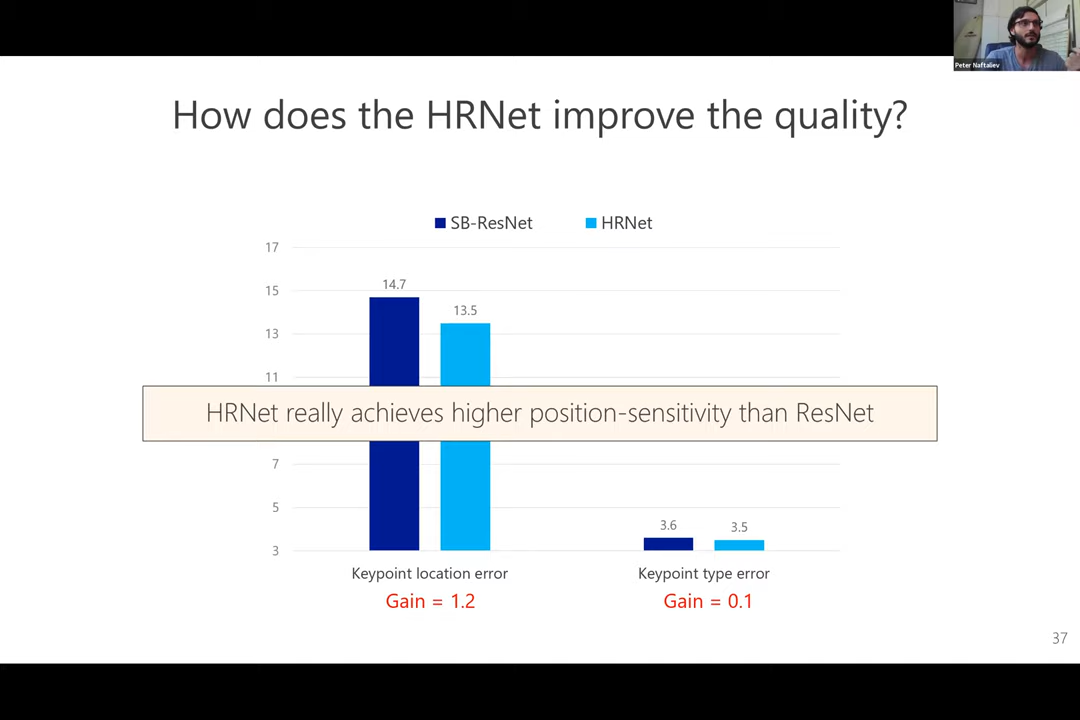 Peter Naftaliev
How does the HRNet improve the quality?
SB-ResNet HRNet
17
15
13
11
7
5
3
14.7
13.5
HRNet really achieves higher position-sensitivity than ResNet
3.6
3.5
Keypoint location error Keypoint type error
Gain = 1.2 Gain = 0.1
37